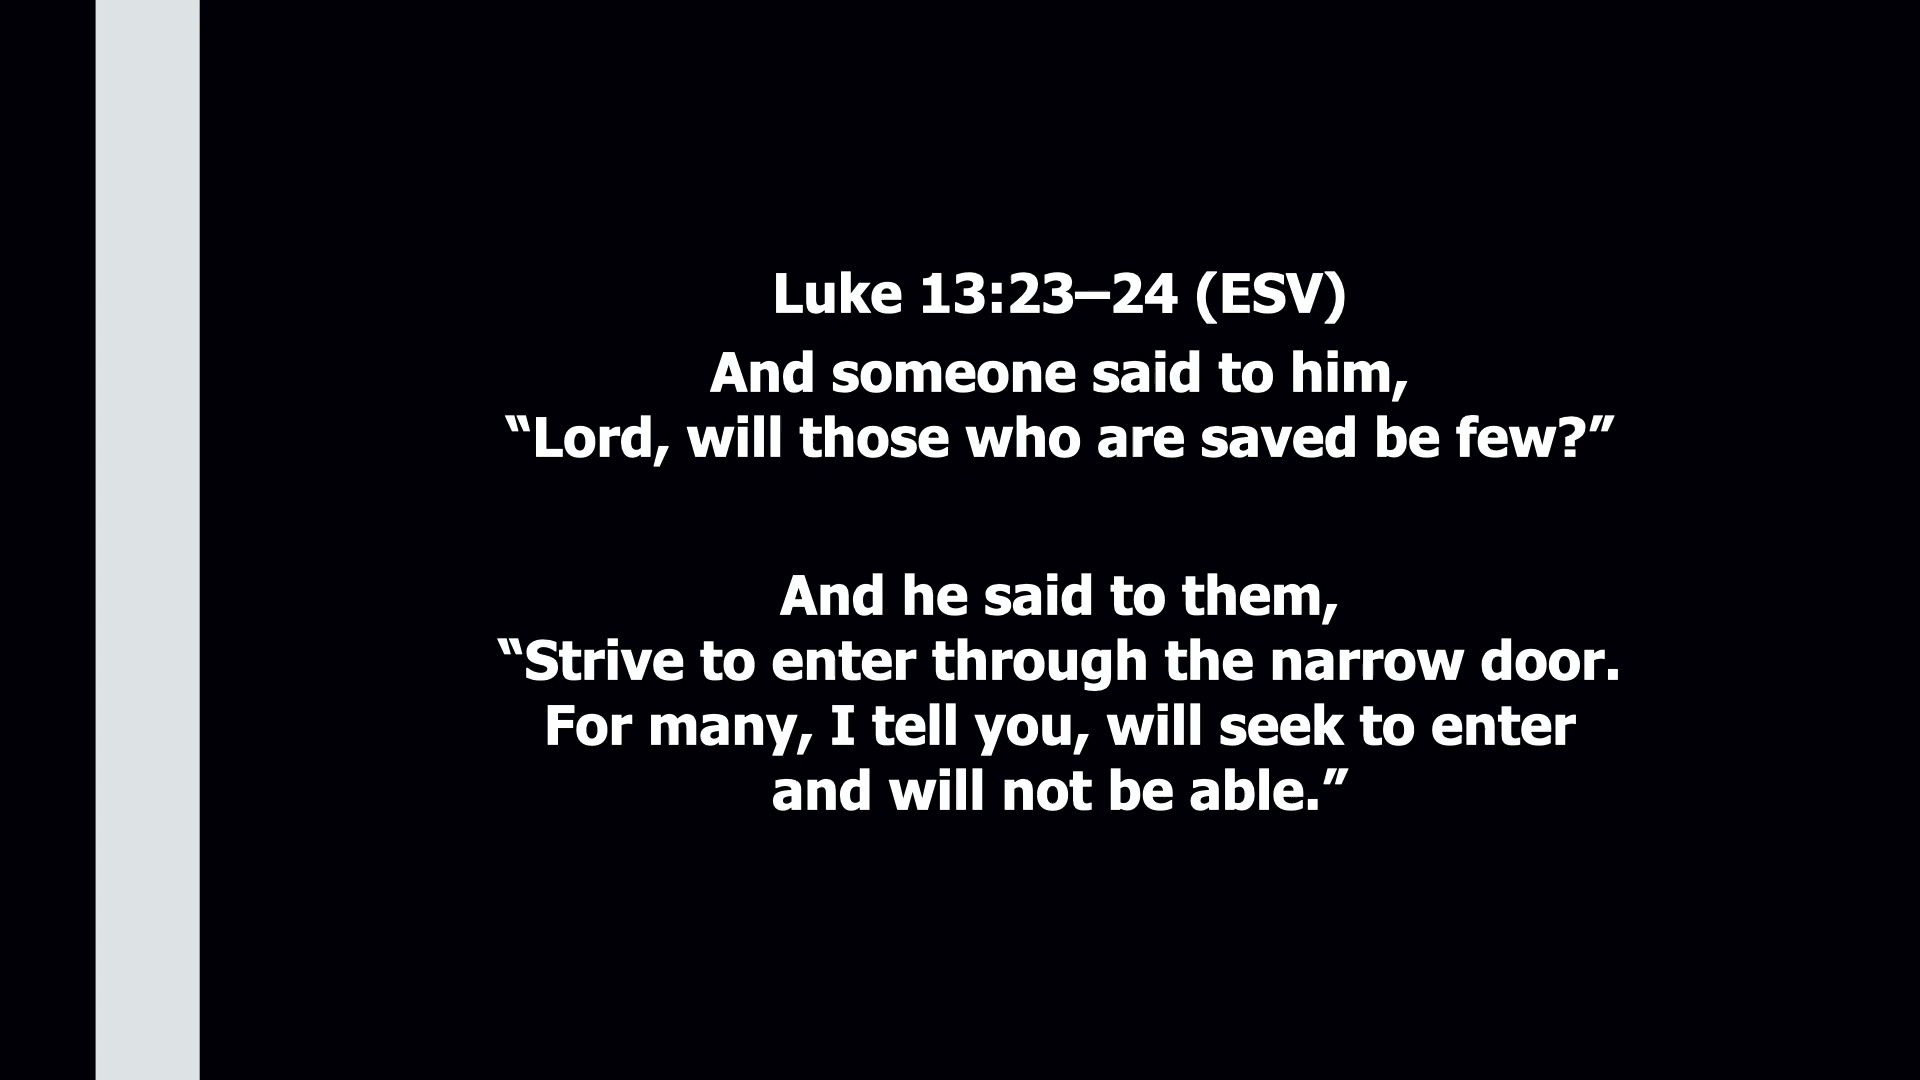 Luke 13:23–24 (ESV)
And someone said to him,
“Lord, will those who are saved be few?”
And he said to them,
“Strive to enter through the narrow door.
For many, I tell you, will seek to enter
and will not be able.”